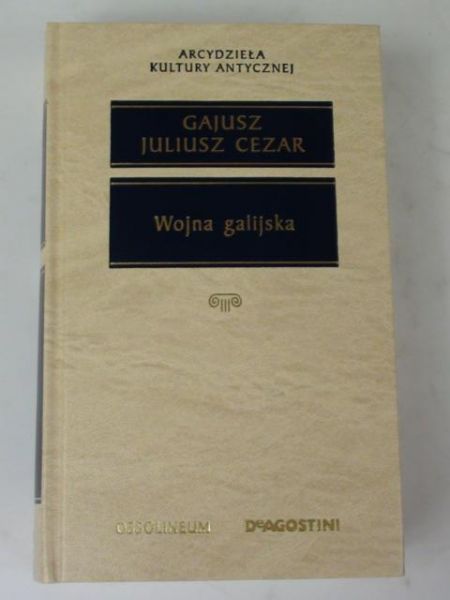 ARCYDZIEŁA
KULTURY ANTYCZNEJ
GAJUSZ
JULIUSZ CEZAR
Wojna galijska
OSSOLINEUM DeAGOSTINI